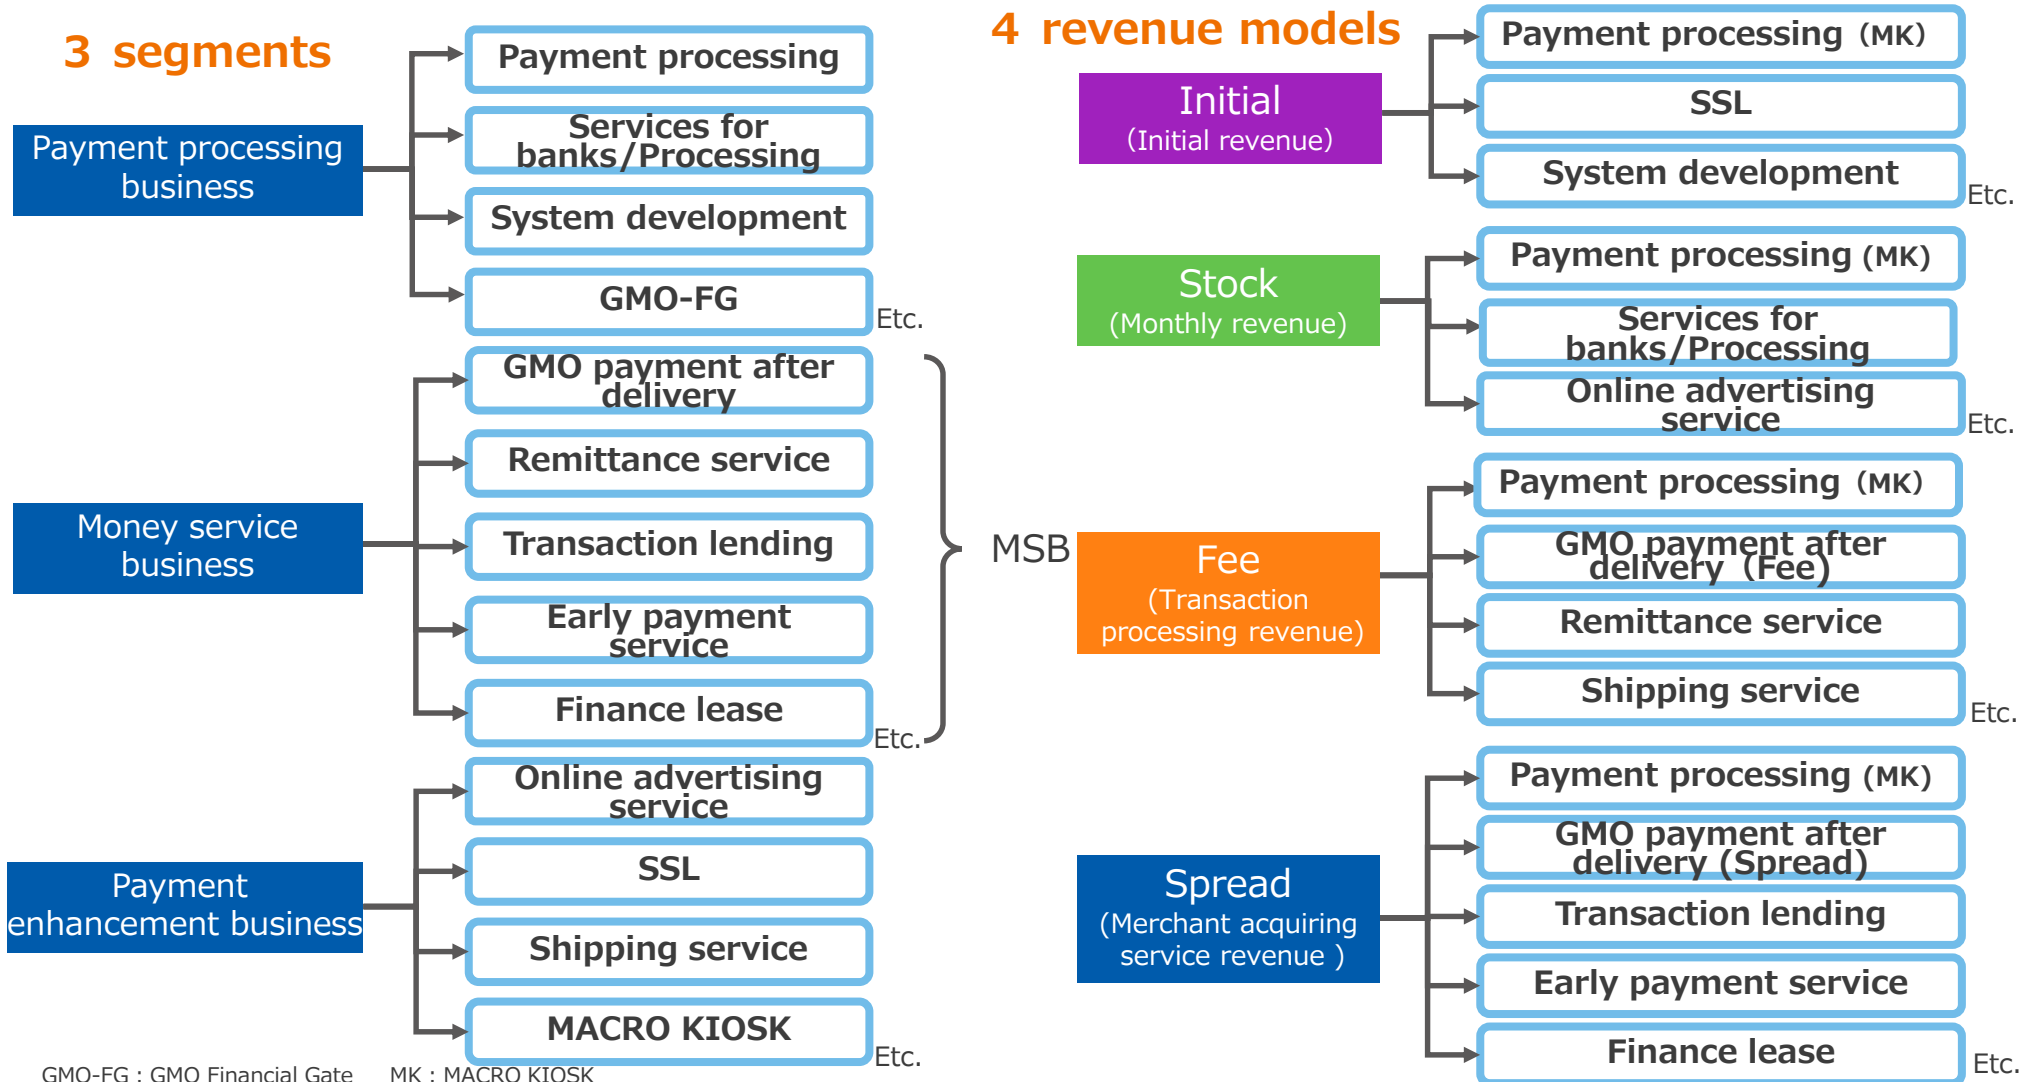 3 segments
Payment processing
business
Payment processing
Services for
banks/Processing
System development
GMO-FG
Etc.
Money service
business
GMO payment after
delivery
Remittance service
Transaction lending
Early payment
service
Finance lease
Etc.
MSB
Payment
enhancement business
Online advertising
service
SSL
Shipping service
MACRO KIOSK
Etc.
4 revenue models
Initial
(Initial revenue)
Payment processing（MK）
SSL
System development
Etc.
Stock
(Monthly revenue)
Payment processing (MK)
Services for
banks/Processing
Online advertising
service
Etc.
Fee
(Transaction
processing revenue)
Payment processing（MK）
GMO payment after
delivery（Fee）
Remittance service
Shipping service
Etc.
Spread
(Merchant acquiring
service revenue )
Payment processing (MK)
GMO payment after
delivery (Spread)
Transaction lending
Early payment service
Finance lease
Etc.
GMO-FG : GMO Financial Gate MK : MACRO KIOSK